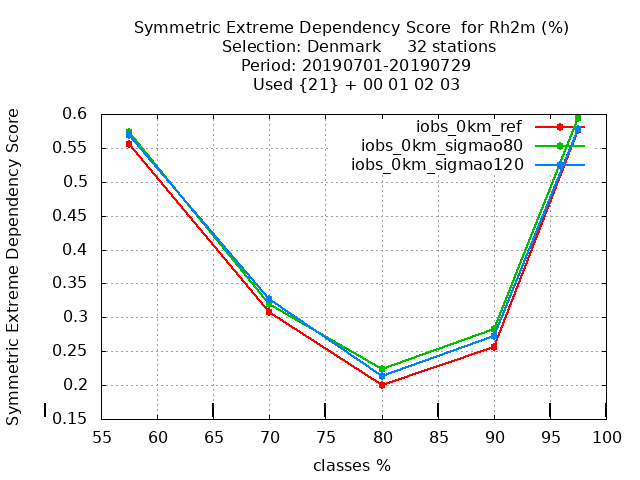 Symmetric Extreme Dependency Score  for Rh2m (%)
Selection: Denmark     32 stations
Period: 20190701-20190729
Used {21} + 00 01 02 03
Symmetric Extreme Dependency Score
0.6
0.55
0.5
0.45
0.4
0.35
0.3
0.25
0.2
0.15
iobs_0km_ref
iobs_0km_sigmao80
iobs_0km_sigmao120
55 60 65 70 75 80 85 90 95 100
classes %